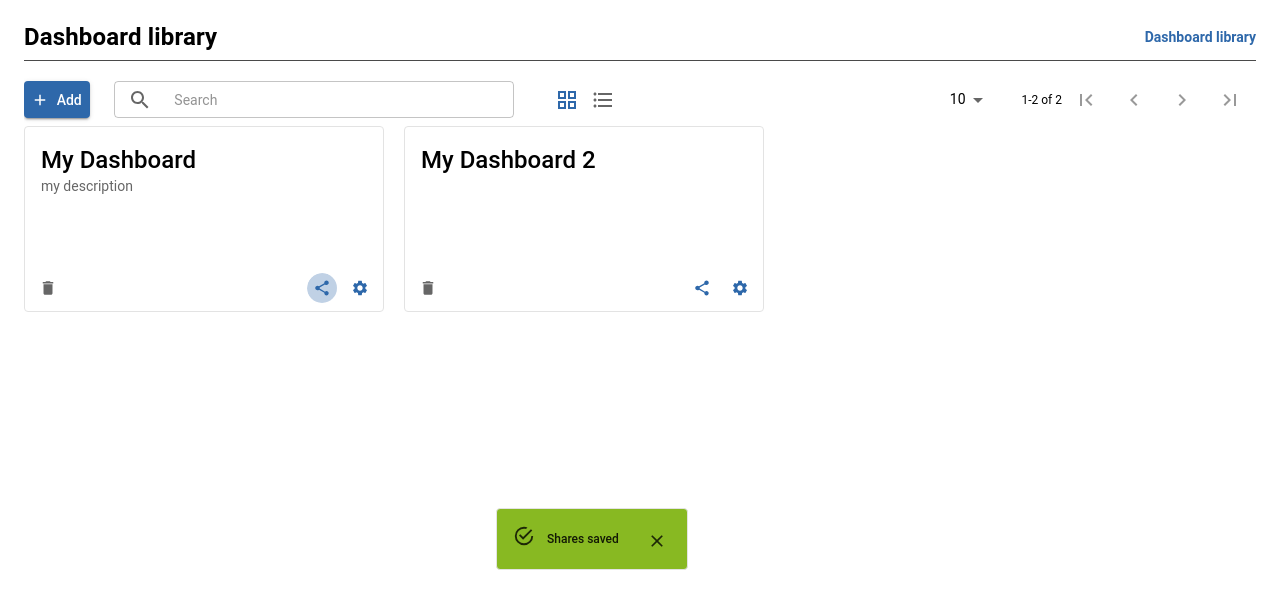 Dashboard library
Dashboard library
Add
Search
10
1-2 of 2
My Dashboard
my description
My Dashboard 2
Shares saved